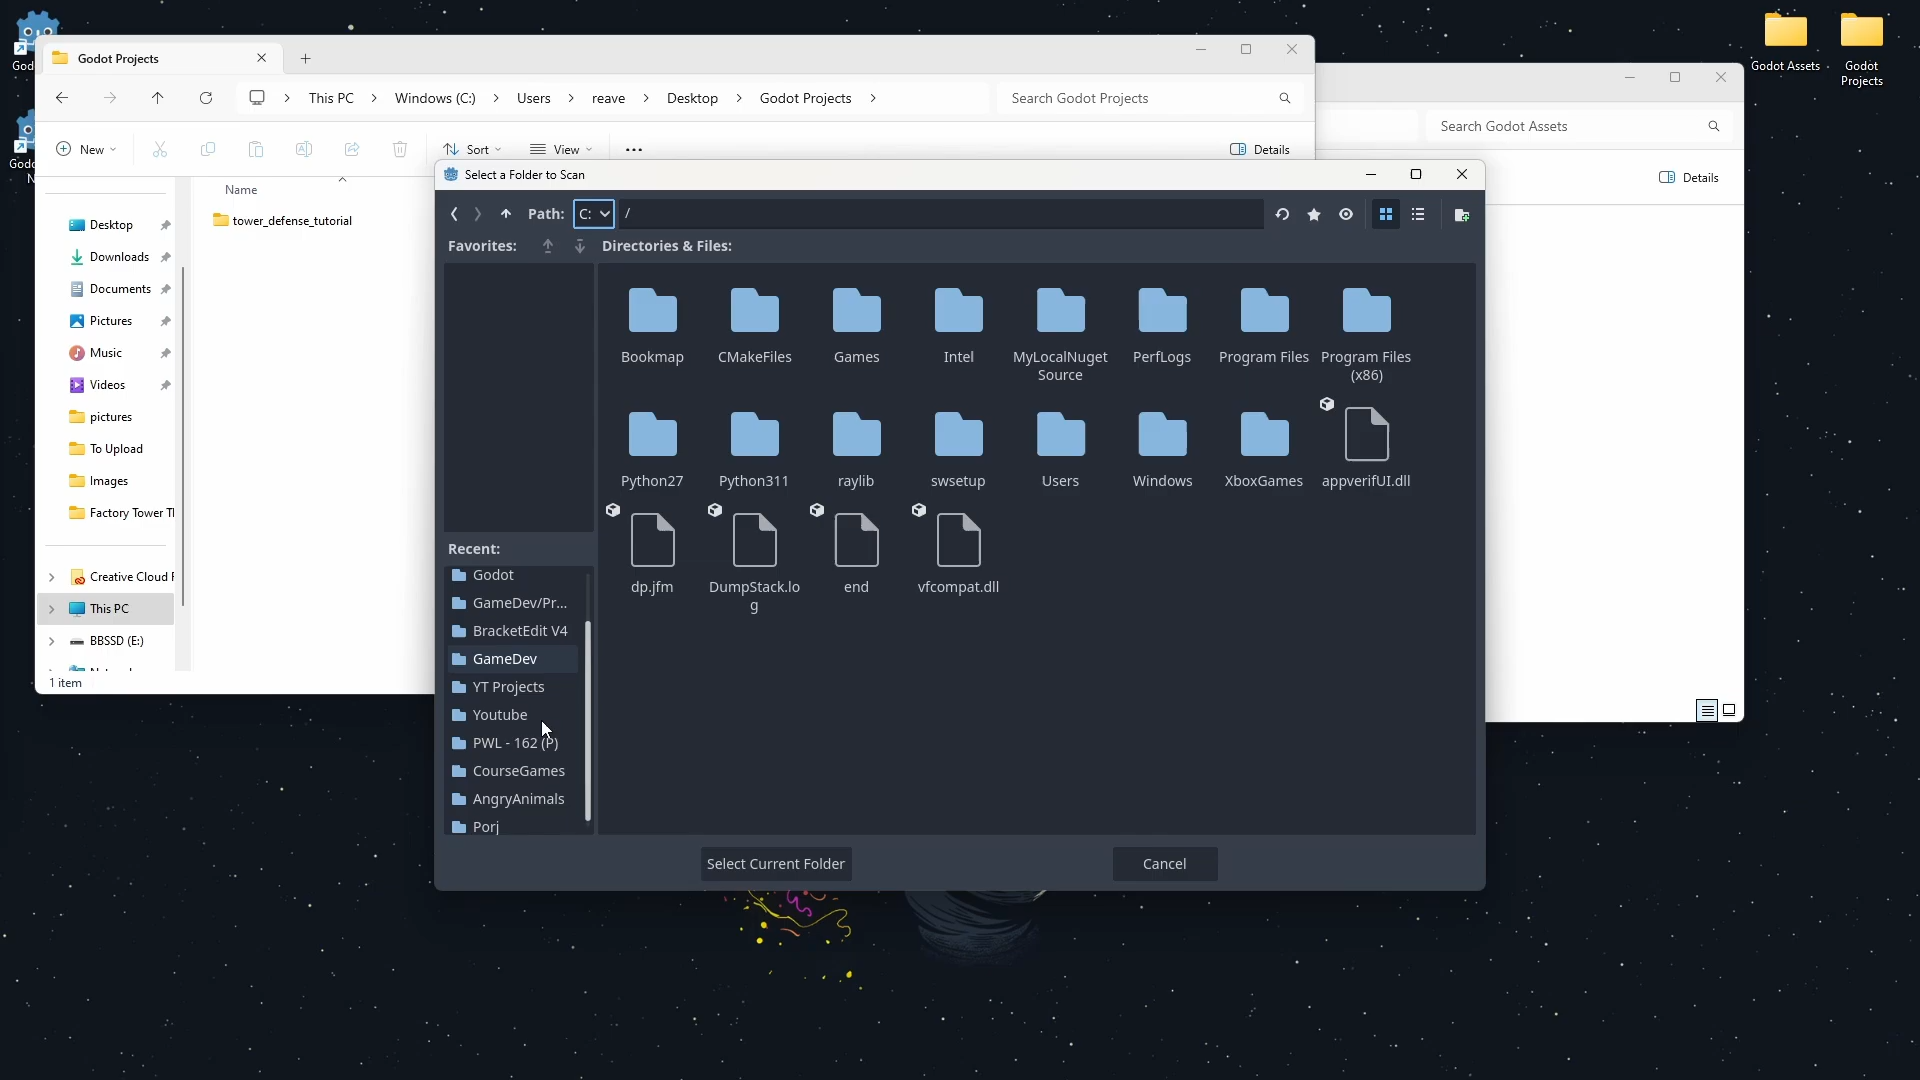 Godot Assets
Godot
Projects
Godot Projects
This PC
Windows (C:)
Users
reave
Desktop
Godot Projects
Search Godot Projects
Search Godot Assets
New
Sort
View
Details
Details
Name
tower_defense_tutorial
Desktop
Downloads
Documents
Pictures
Music
Videos
pictures
To Upload
Images
Factory Tower
Creative Cloud
This PC
BBSSD (E:)
1 item
Select a Folder to Scan
Path:
C:
/
Favorites:
Directories & Files:
Bookmap
CMakeFiles
Games
Intel
MyLocalNuget
Source
PerfLogs
Program Files
Program Files
(x86)
Python27
Python311
raylib
swsetup
Users
Windows
XboxGames
appverifUI.dll
dp.jfm
DumpStack.lo
g
end
vfcompat.dll
Recent:
Godot
GameDev/Pr...
BracketEdit V4
GameDev
YT Projects
Youtube
PWL - 162 (P)
CourseGames
AngryAnimals
Porj
Select Current Folder
Cancel